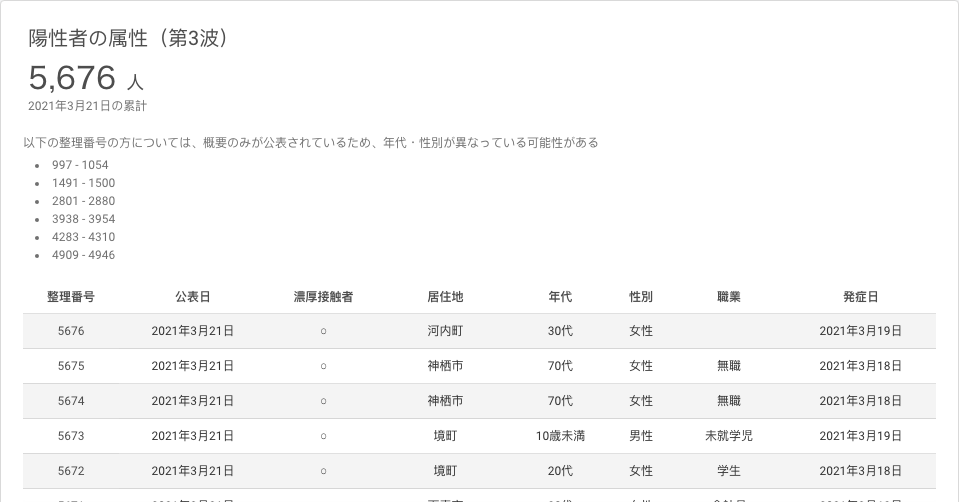 陽性者の属性（第3波）
5,676 人
2021年3月21日の累計
以下の整理番号の方については、概要のみが公表されているため、年代・性別が異なっている可能性がある
• 997 - 1054
• 1491 - 1500
• 2801 - 2880
• 3938 - 3954
• 4283 - 4310
• 4909 - 4946
整理番号 公表日 濃厚接触者 居住地 年代 性別 職業 発症日
5676 2021年3月21日 ○ 河内町 30代 女性 2021年3月19日
5675 2021年3月21日 ○ 神栖市 70代 女性 無職 2021年3月18日
5674 2021年3月21日 ○ 神栖市 70代 女性 無職 2021年3月18日
5673 2021年3月21日 ○ 境町 10歳未満 男性 未就学児 2021年3月19日
5672 2021年3月21日 ○ 境町 20代 女性 学生 2021年3月18日